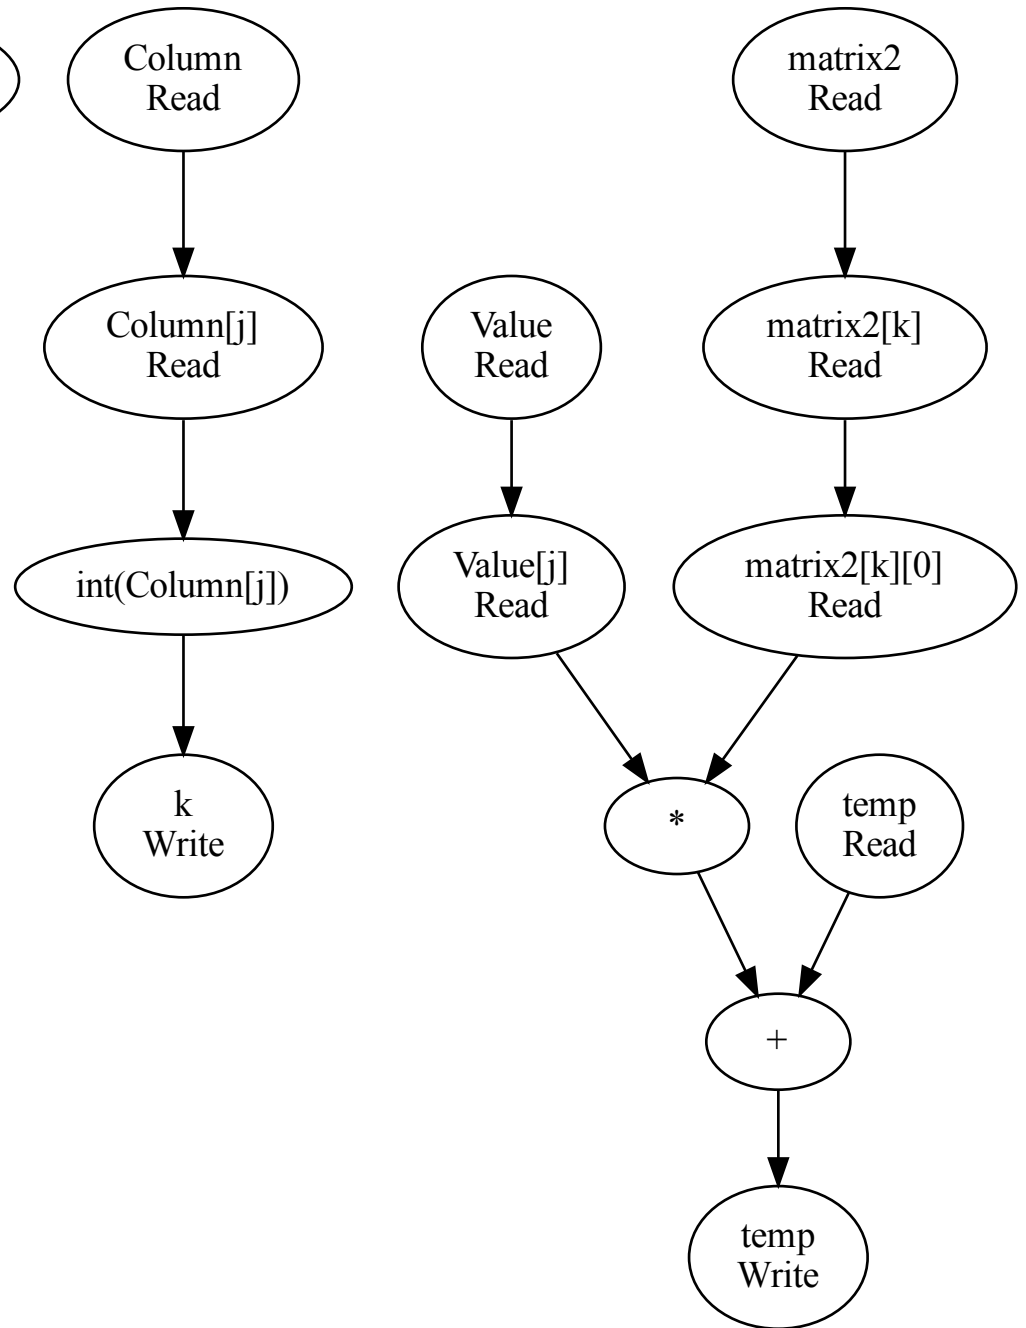 Column
Read
matrix2
Read
Column[j]
Read
Value
Read
matrix2[k]
Read
int(Column[j])
Value[j]
Read
matrix2[k][0]
Read
k
Write
*
temp
Read
+
temp
Write